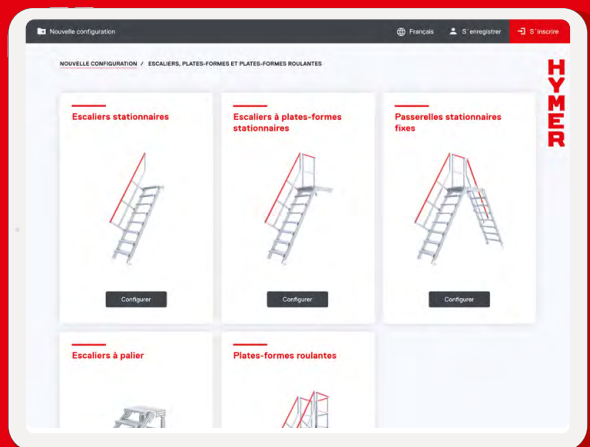 Nouvelle configuration
Français
S´enregistrer
S´inscrire
NOUVELLE CONFIGURATION / ESCALIERS, PLATES-FORMES ET PLATES-FORMES ROULANTES
HYMER
Escaliers stationnaires
Configurer
Escaliers à plates-formes
stationnaires
Configurer
Passerelles stationnaires
fixes
Configurer
Escaliers à palier
Plates-formes roulantes